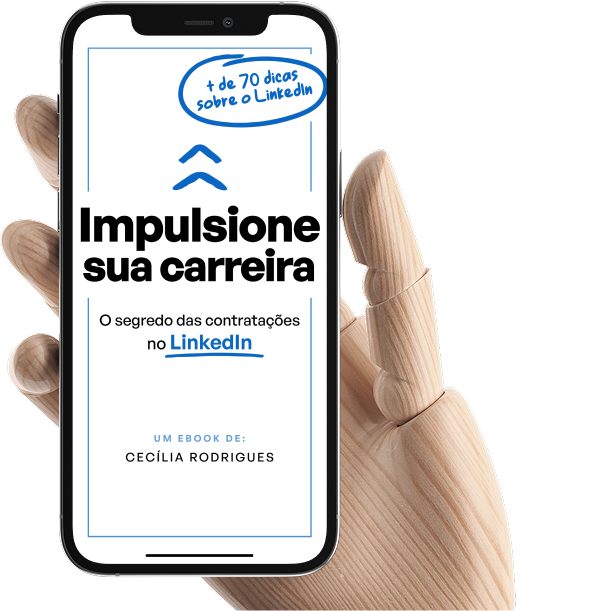 + de 70 dicas
sobre o LinkedIn
Impulsione
sua carreira
O segredo das contratações
no LinkedIn
UM EBOOK DE:
CECÍLIA RODRIGUES